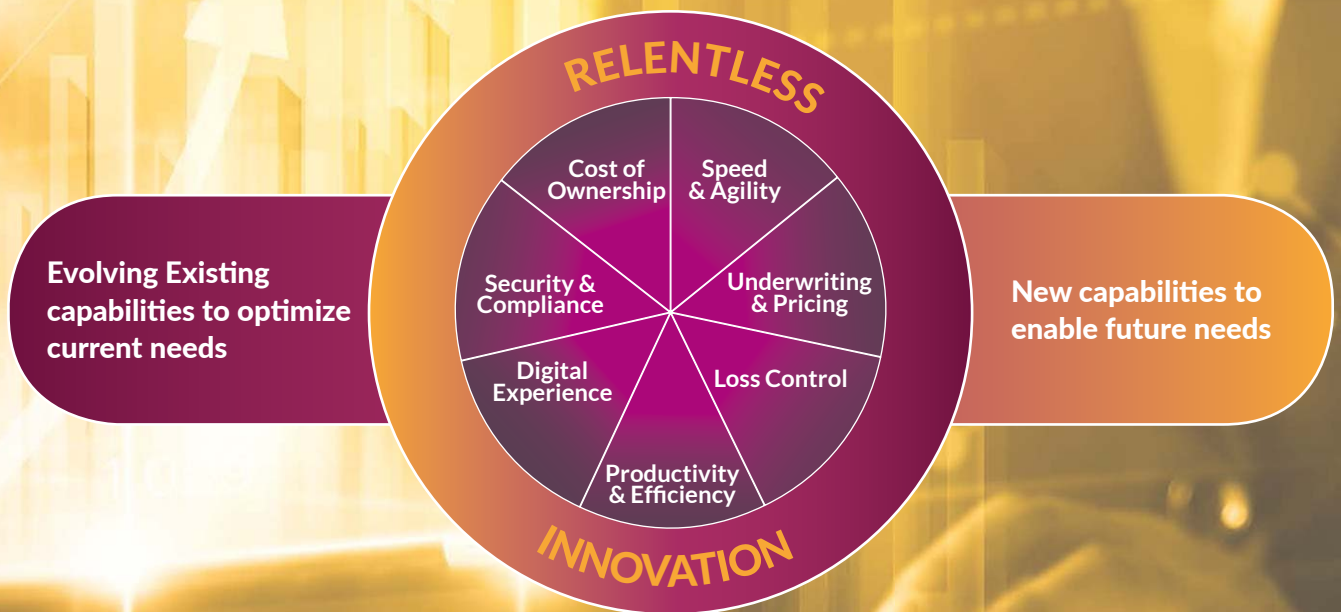 RELENTLESS
Cost of
Ownership
Speed
& Agility
Underwriting
& Pricing
Loss Control
Productivity
& Efficiency
Digital
Experience
Security &
Compliance
INNOVATION
Evolving Existing
capabilities to optimize
current needs
New capabilities to
enable future needs